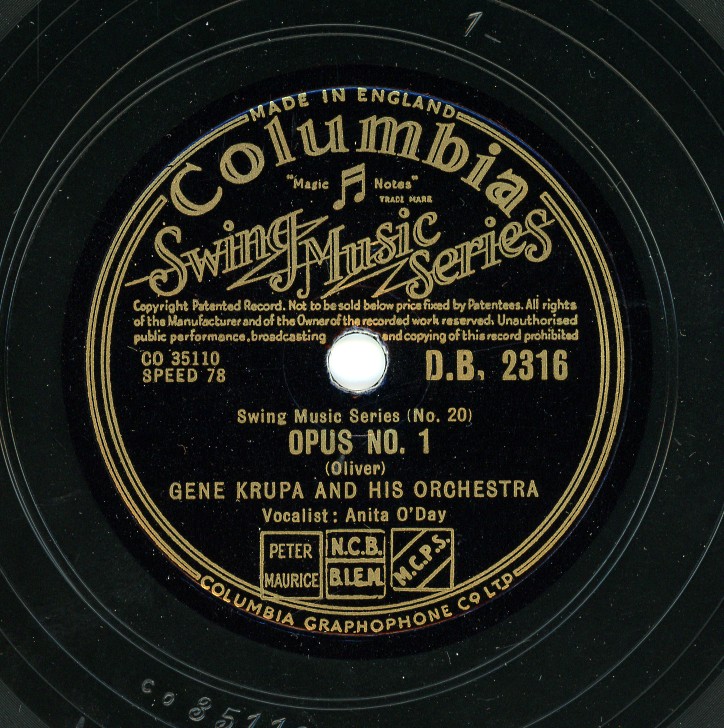 1-
MADE IN ENGLAND
Columbia
"Magic Notes"
TRADE MARK
Swing Music Series
Copyright Patented Record. Not to be sold below price fixed by Patentees. All rights
of the Manufacturer and of the Owner of the recorded work reserved. Unauthorised
public performance, broadcasting and copying of this record prohibited
CO 35110
SPEED 78
D.B. 2316
Swing Music Series (No. 20)
OPUS NO. 1
(Oliver)
GENE KRUPA AND HIS ORCHESTRA
Vocalist: Anita O'Day
PETER
MAURICE
N.C.B.
B.I.E.M.
M.C.P.S.
COLUMBIA GRAPHOPHONE CO LTD